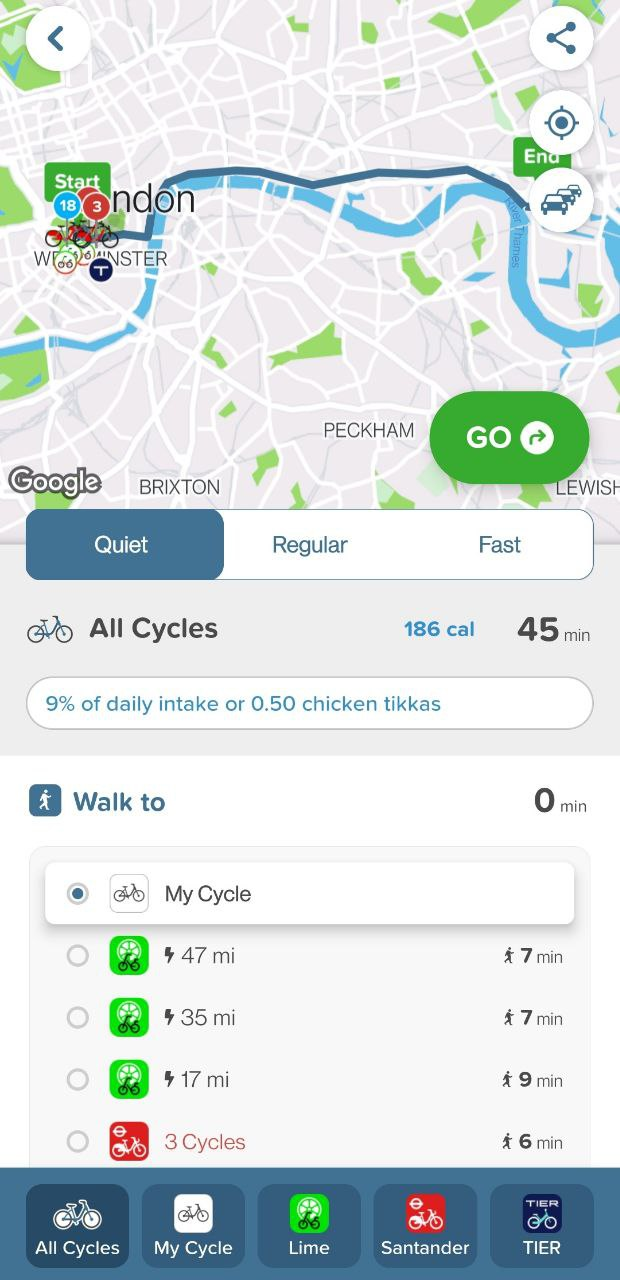 Start
End
18
3
ndon
WE
INSTER
River Thames
PECKHAM
GO
Google
BRIXTON
LEWISH
Quiet Regular Fast
All Cycles 186 cal 45 min
9% of daily intake or 0.50 chicken tikkas
Walk to 0 min
My Cycle
47 mi 7 min
35 mi 7 min
17 mi 9 min
3 Cycles 6 min
TIER
All Cycles My Cycle Lime Santander TIER